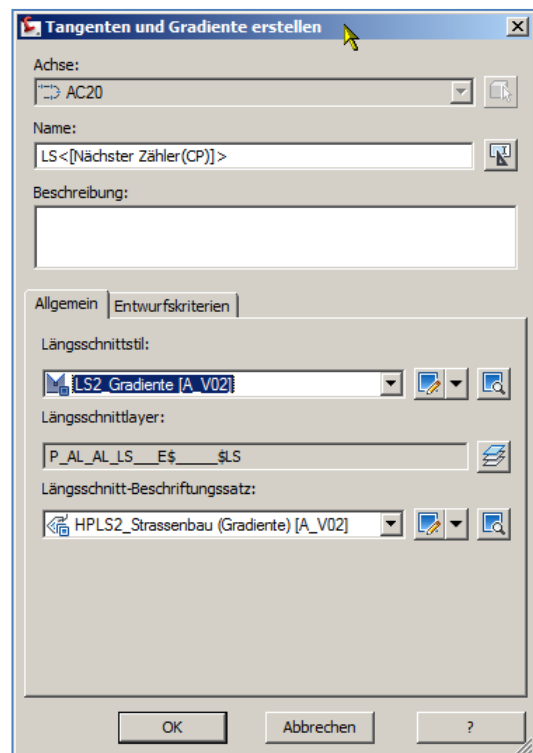 Tangenten und Gradiente erstellen
Achse:
AC20
Name:
LS<[Nächster Zähler(CP)]>
Beschreibung:
Allgemein Entwurfskriterien
Längsschnittstil:
LS2_Gradiente [A_V02]
Längsschnittlayer:
P_AL_AL_LS___E$_____$LS
Längsschnitt-Beschriftungssatz:
HPLS2_Strassenbau (Gradiente) [A_V02]
OK Abbrechen ?